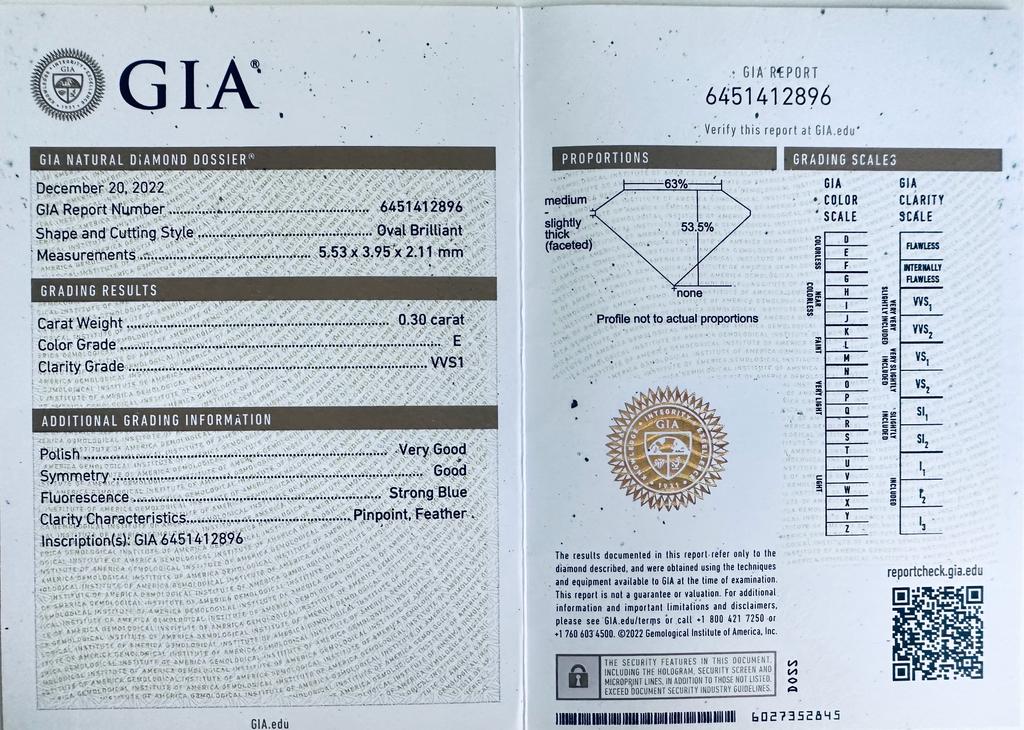 GIA®
GIA NATURAL DIAMOND DOSSIER®
December 20, 2022
GIA Report Number 6451412896
Shape and Cutting Style Oval Brilliant
Measurements 5.53 x 3.95 x 2.11 mm
GRADING RESULTS
Carat Weight 0.30 carat
Color Grade E
Clarity Grade VVS1
ADDITIONAL GRADING INFORMATION
Polish Very Good
Symmetry Good
Fluorescence Strong Blue
Clarity Characteristics Pinpoint, Feather
Inscription(s): GIA 6451412896
GIA.edu
GIA REPORT
6451412896
Verify this report at GIA.edu
PROPORTIONS
63%
medium
slightly
thick
(faceted)
53.5%
none
Profile not to actual proportions
GIA
INTEGRITY
KNOWLEDGE
EXCELLENCE
1931
The results documented in this report refer only to the
diamond described, and were obtained using the techniques
and equipment available to GIA at the time of examination.
This report is not a guarantee or valuation. For additional
information and important limitations and disclaimers,
please see GIA.edu/terms or call +1 800 421 7250 or
+1 760 603 4500. ©2022 Gemological Institute of America, Inc.
THE SECURITY FEATURES IN THIS DOCUMENT,
INCLUDING THE HOLOGRAM, SECURITY SCREEN AND
MICROPRINT LINES, IN ADDITION TO THOSE NOT LISTED,
EXCEED DOCUMENT SECURITY INDUSTRY GUIDELINES.
DOSS
6027352845
GRADING SCALES
GIA
COLOR
SCALE
COLORLESS
NEAR COLORLESS
FAINT
VERY LIGHT
LIGHT
D
E
F
G
H
I
J
K
L
M
N
O
P
Q
R
S
T
U
V
W
X
Y
Z
GIA
CLARITY
SCALE
VERY VERY SLIGHTLY INCLUDED
VERY SLIGHTLY INCLUDED
SLIGHTLY INCLUDED
INCLUDED
FLAWLESS
INTERNALLY
FLAWLESS
VVS1
VVS2
VS1
VS2
SI1
SI2
I1
I2
I3
reportcheck.gia.edu